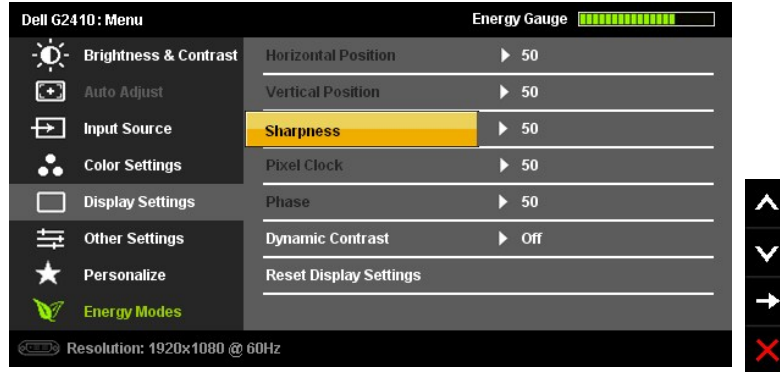 Dell G2410 : Menu Energy Gauge
Brightness & Contrast Horizontal Position 50
Auto Adjust Vertical Position 50
Input Source Sharpness 50
Color Settings Pixel Clock 50
Display Settings Phase 50
Other Settings Dynamic Contrast Off
Personalize Reset Display Settings
Energy Modes
Resolution: 1920x1080 @ 60Hz